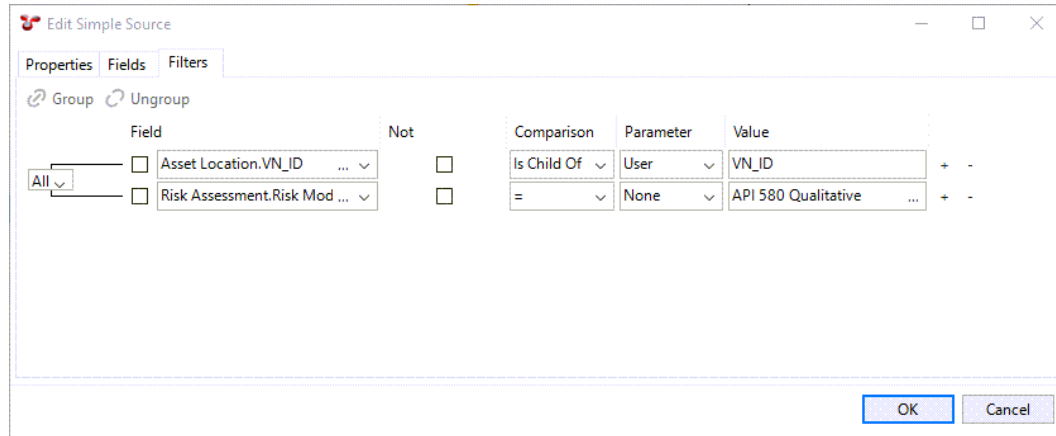 Edit Simple Source
Properties Fields Filters
Group Ungroup
Field Not Comparison Parameter Value
All
Asset Location.VN_ID ... Is Child Of User VN_ID + -
Risk Assessment.Risk Mod ... = None API 580 Qualitative ... + -
OK Cancel